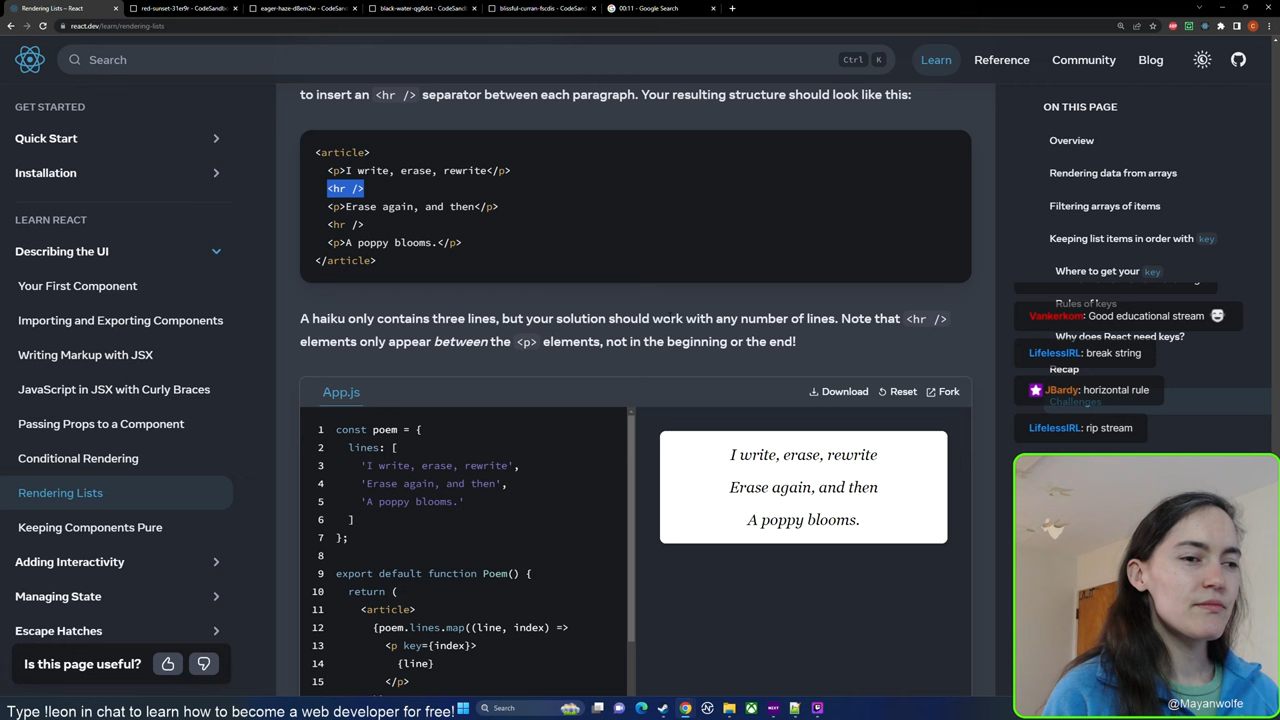 Rendering Lists – React
red-sunset-31er9r - CodeSandb
eager-haze-d8em2w - CodeSand
black-water-qg8dct - CodeSand
blissful-curran-fscdis - CodeSan
00:11 - Google Search
react.dev/learn/rendering-lists
Search
Ctrl K
Learn
Reference
Community
Blog
GET STARTED
Quick Start
Installation
LEARN REACT
Describing the UI
Your First Component
Importing and Exporting Components
Writing Markup with JSX
JavaScript in JSX with Curly Braces
Passing Props to a Component
Conditional Rendering
Rendering Lists
Keeping Components Pure
Adding Interactivity
Managing State
Escape Hatches
Is this page useful?
to insert an <hr /> separator between each paragraph. Your resulting structure should look like this:
<article>
<p>I write, erase, rewrite</p>
<hr />
<p>Erase again, and then</p>
<hr />
<p>A poppy blooms.</p>
</article>
A haiku only contains three lines, but your solution should work with any number of lines. Note that <hr />
elements only appear between the <p> elements, not in the beginning or the end!
App.js
Download
Reset
Fork
1 const poem = {
2 lines: [
3 'I write, erase, rewrite',
4 'Erase again, and then',
5 'A poppy blooms.'
6 ]
7 };
8
9 export default function Poem() {
10 return (
11 <article>
12 {poem.lines.map((line, index) =>
13 <p key={index}>
14 {line}
15 </p>
I write, erase, rewrite
Erase again, and then
A poppy blooms.
ON THIS PAGE
Overview
Rendering data from arrays
Filtering arrays of items
Keeping list items in order with key
Where to get your key
Rules of keys
Vankerkom: Good educational stream
Why does React need keys?
LifelessIRL: break string
Recap
JBardy: horizontal rule
Challenges
LifelessIRL: rip stream
Type !leon in chat to learn how to become a web developer for free!
Search
@Mayanwolfe